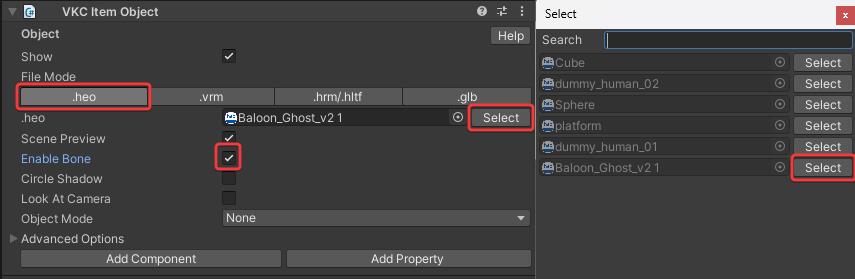 VKC Item Object
Object
Help
Show
File Mode
.heo
.vrm
.hrm/.hltf
.glb
.heo
Baloon_Ghost_v2 1
Select
Scene Preview
Enable Bone
Circle Shadow
Look At Camera
Object Mode
None
Advanced Options
Add Component
Add Property
Select
Search
Cube
Select
dummy_human_02
Select
Sphere
Select
platform
Select
dummy_human_01
Select
Baloon_Ghost_v2 1
Select